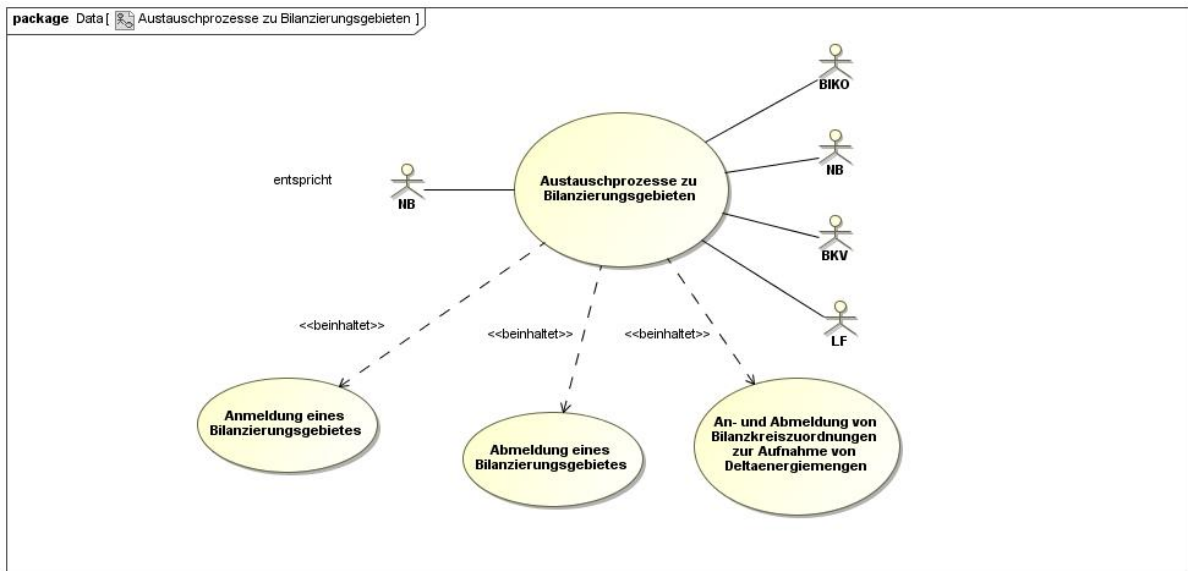 package Data [ Austauschprozesse zu Bilanzierungsgebieten ]
BIKO
NB
BKV
LF
entspricht
NB
Austauschprozesse zu
Bilanzierungsgebieten
<<beinhaltet>>
<<beinhaltet>>
<<beinhaltet>>
Anmeldung eines
Bilanzierungsgebietes
Abmeldung eines
Bilanzierungsgebietes
An- und Abmeldung von
Bilanzkreiszuordnungen
zur Aufnahme von
Deltaenergiemengen